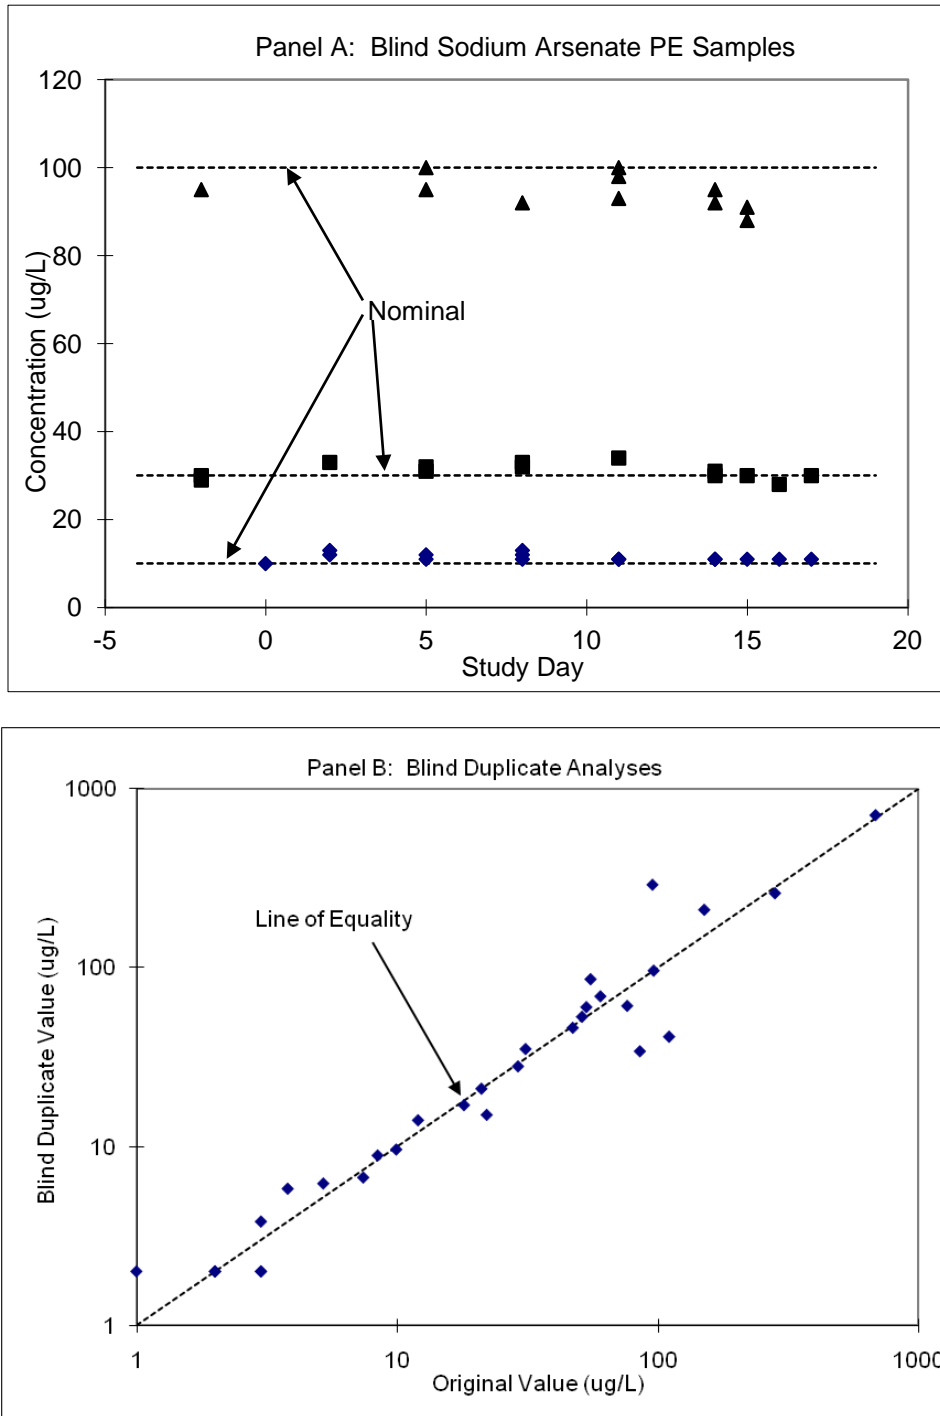 Panel A: Blind Sodium Arsenate PE Samples
120
100
80
60
40
20
0
Concentration (ug/L)
Nominal
-5 0 5 10 15 20
Study Day
Panel B: Blind Duplicate Analyses
1000
100
10
1
Blind Duplicate Value (ug/L)
Line of Equality
1 10 100 1000
Original Value (ug/L)